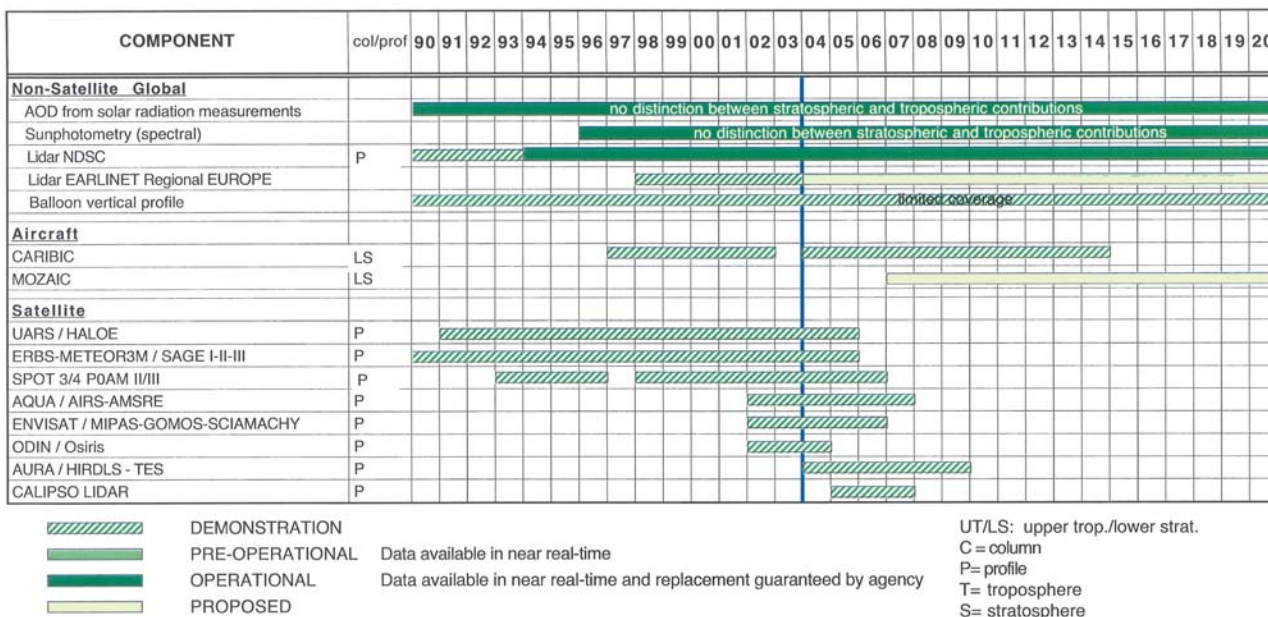 COMPONENT col/prof 90 91 92 93 94 95 96 97 98 99 00 01 02 03 04 05 06 07 08 09 10 11 12 13 14 15 16 17 18 19 20
Non-Satellite Global
AOD from solar radiation measurements no distinction between stratospheric and tropospheric contributions
Sunphotometry (spectral) no distinction between stratospheric and tropospheric contributions
Lidar NDSC P
Lidar EARLINET Regional EUROPE
Balloon vertical profile limited coverage
Aircraft
CARIBIC LS
MOZAIC LS
Satellite
UARS / HALOE P
ERBS-METEOR3M / SAGE I-II-III P
SPOT 3/4 P0AM II/III P
AQUA / AIRS-AMSRE P
ENVISAT / MIPAS-GOMOS-SCIAMACHY P
ODIN / Osiris P
AURA / HIRDLS - TES P
CALIPSO LIDAR P
DEMONSTRATION
PRE-OPERATIONAL Data available in near real-time
OPERATIONAL Data available in near real-time and replacement guaranteed by agency
PROPOSED
UT/LS: upper trop./lower strat.
C = column
P= profile
T= troposphere
S= stratosphere